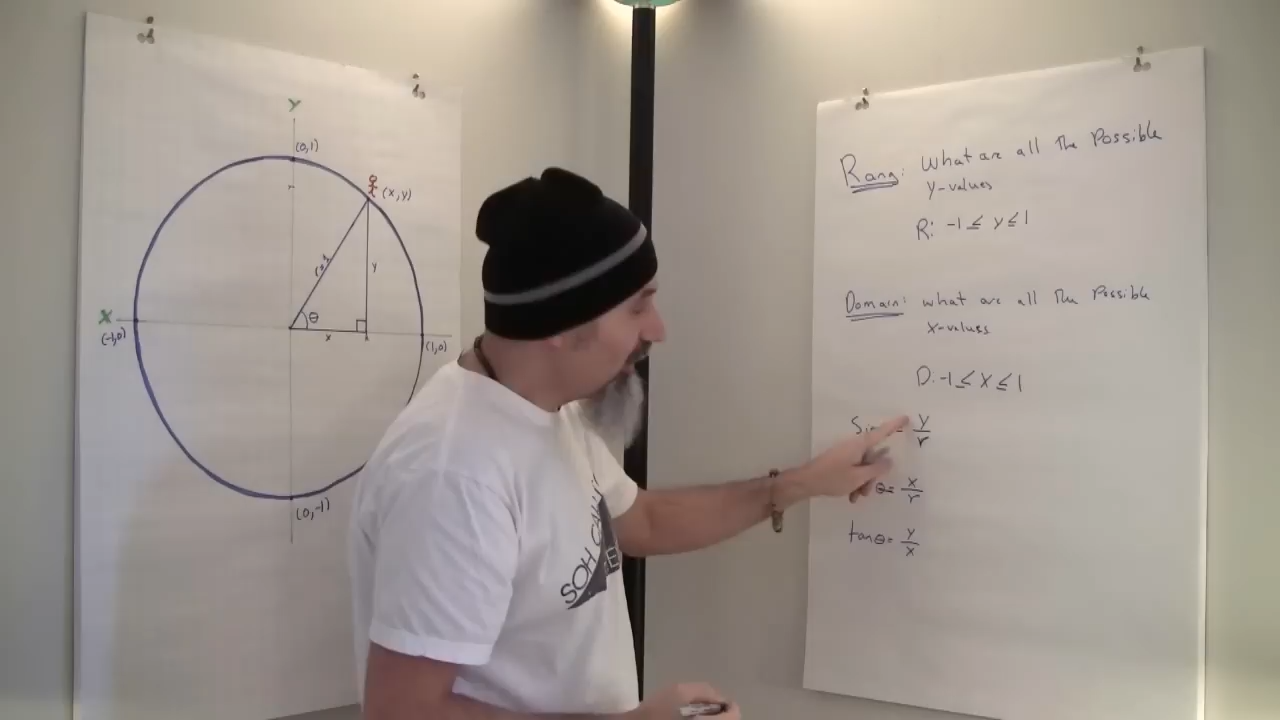 Y
(0,1)
(x,y)
y
θ
x
X
(-1,0)
(1,0)
(0,-1)
SOH
Rang: What are all the Possible
y-values
R: -1 ≤ y ≤ 1
Domain: what are all the Possible
x-values
D: -1 ≤ x ≤ 1
Si = y/r
θ = x/r
tanθ = y/x